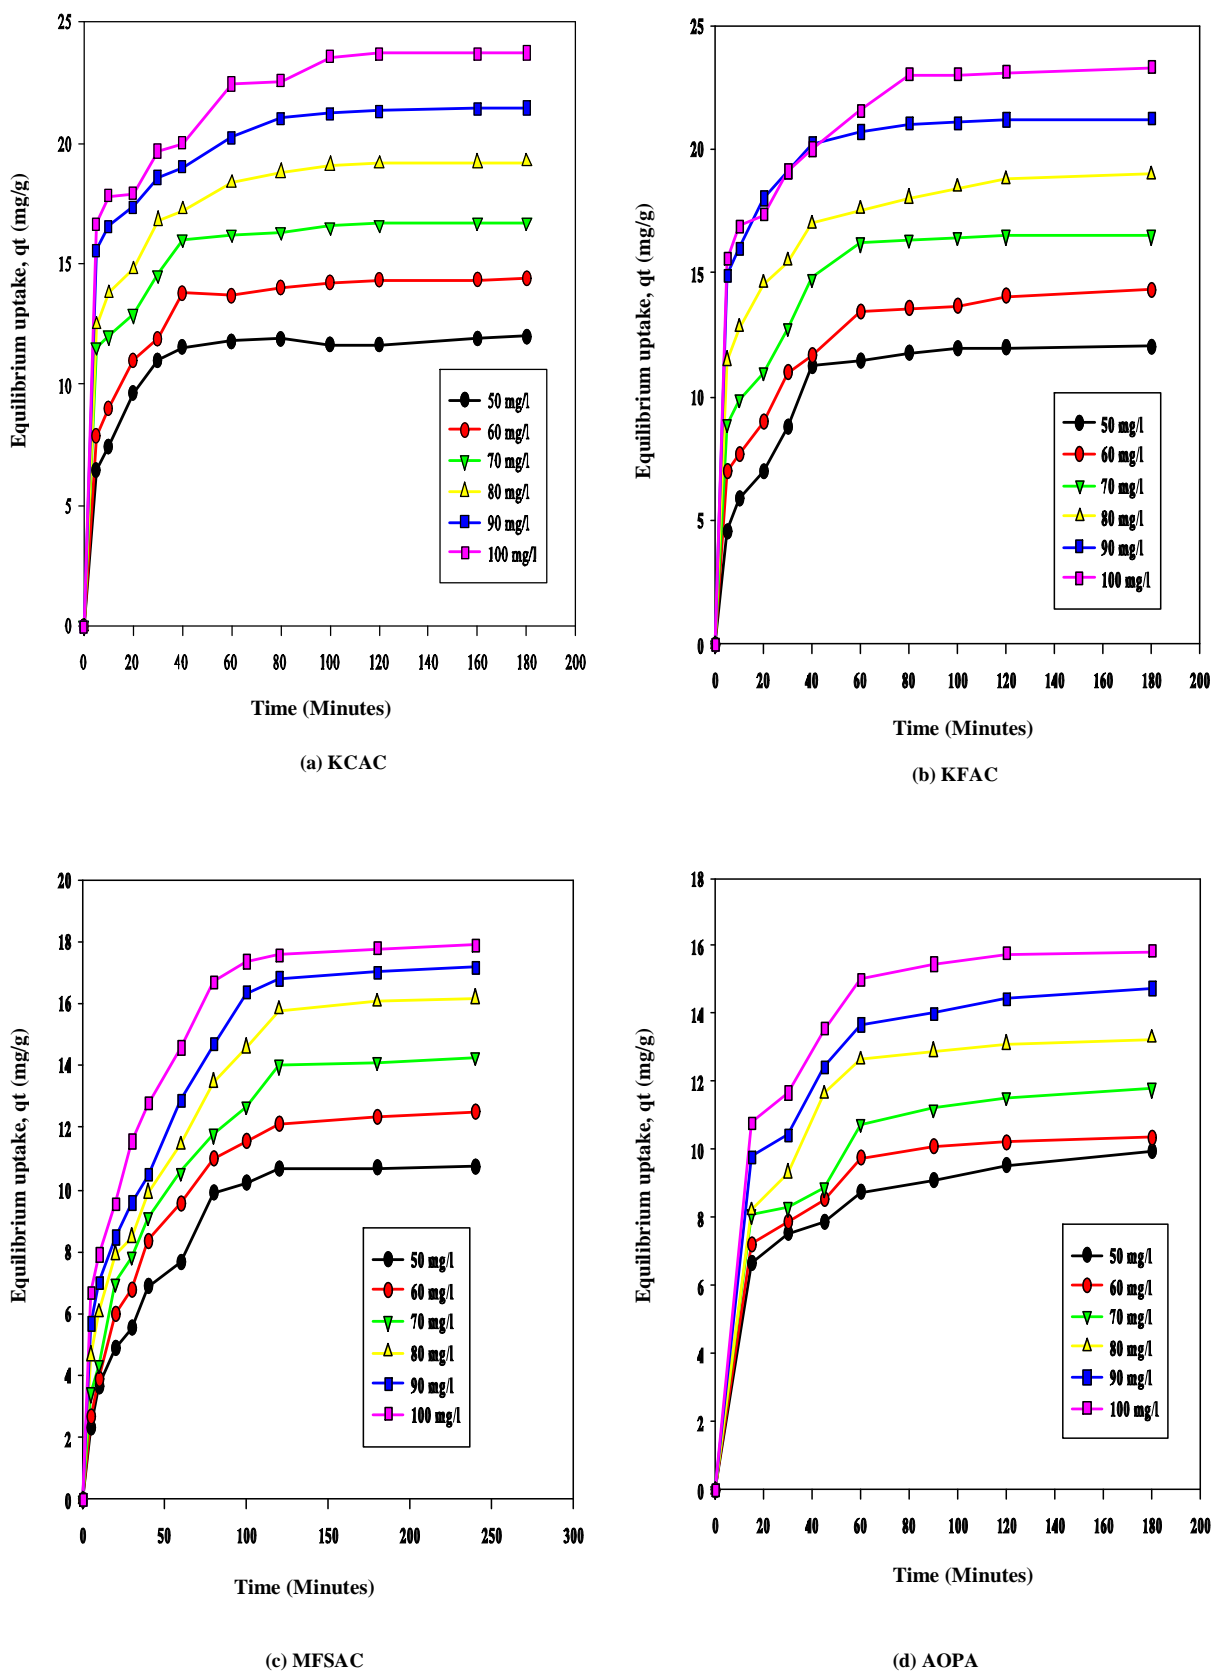 Equilibrium uptake, qt (mg/g)
25
20
15
10
5
0
0 20 40 60 80 100 120 140 160 180 200
50 mg/l
60 mg/l
70 mg/l
80 mg/l
90 mg/l
100 mg/l
Time (Minutes)
(a) KCAC
Equilibrium uptake, qt (mg/g)
25
20
15
10
5
0
0 20 40 60 80 100 120 140 160 180 200
50 mg/l
60 mg/l
70 mg/l
80 mg/l
90 mg/l
100 mg/l
Time (Minutes)
(b) KFAC
Equilibrium uptake, qt (mg/g)
20
18
16
14
12
10
8
6
4
2
0
0 50 100 150 200 250 300
50 mg/l
60 mg/l
70 mg/l
80 mg/l
90 mg/l
100 mg/l
Time (Minutes)
(c) MFSAC
Equilibrium uptake, qt (mg/g)
18
16
14
12
10
8
6
4
2
0
0 20 40 60 80 100 120 140 160 180 200
50 mg/l
60 mg/l
70 mg/l
80 mg/l
90 mg/l
100 mg/l
Time (Minutes)
(d) AOPA